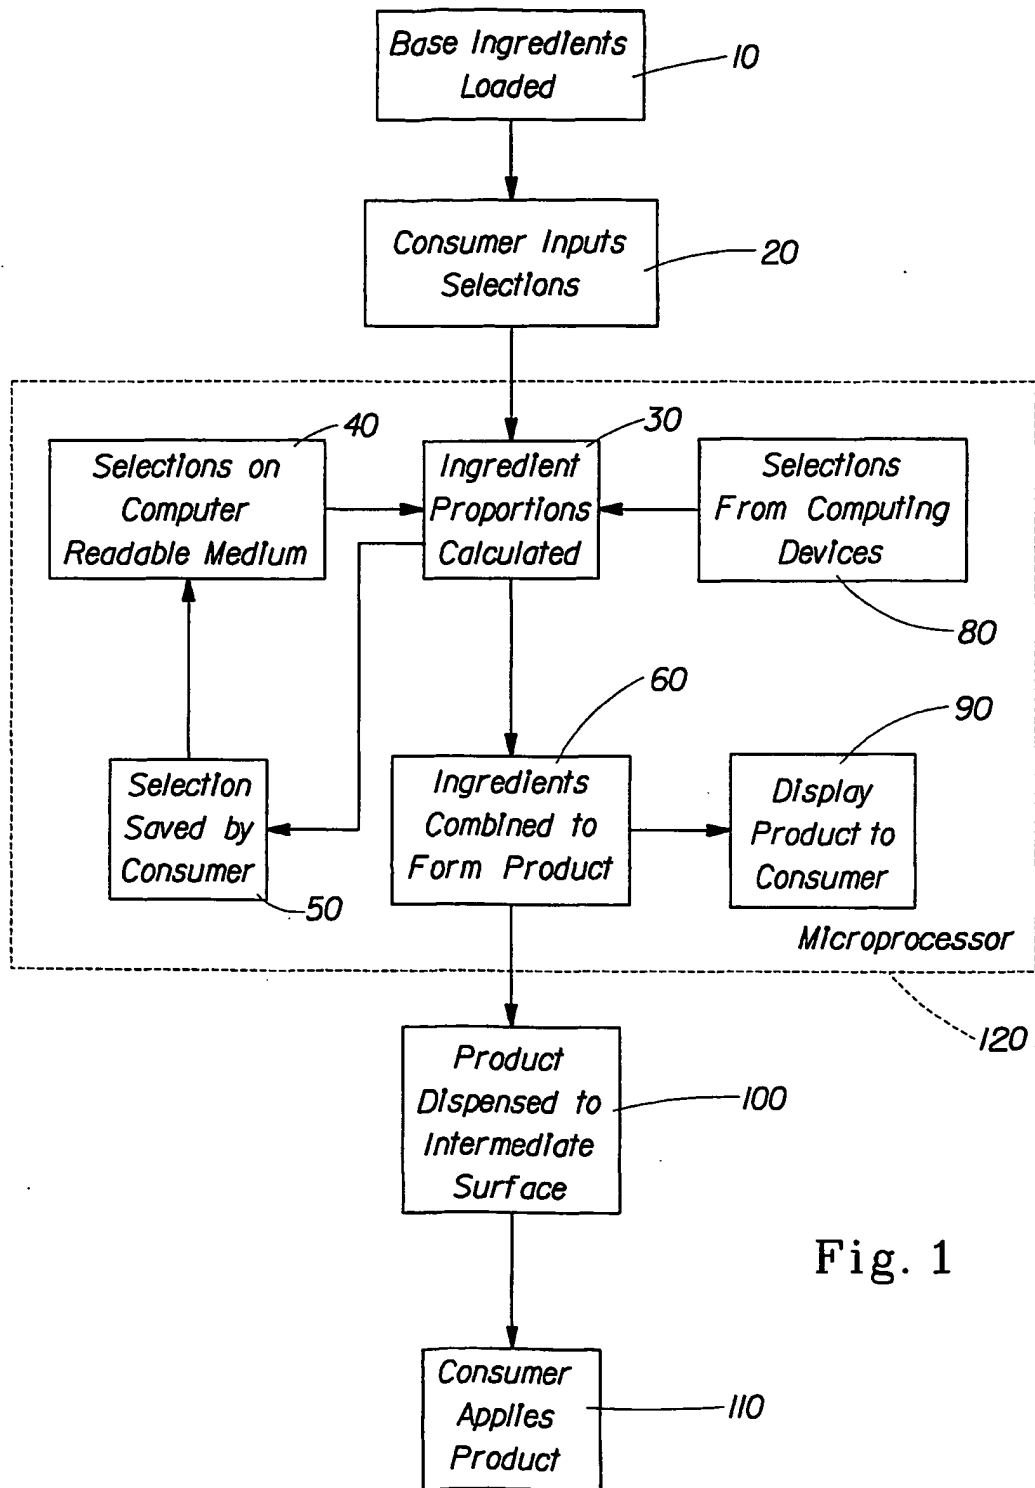 Base Ingredients
Loaded
10
Consumer Inputs
Selections
20
40
Selections on
Computer
Readable Medium
30
Ingredient
Proportions
Calculated
Selections
From Computing
Devices
80
60
90
Selection
Saved by
Consumer
50
Ingredients
Combined to
Form Product
Display
Product to
Consumer
Microprocessor
120
Product
Dispensed to
Intermediate
Surface
100
Fig. 1
Consumer
Applies
Product
110